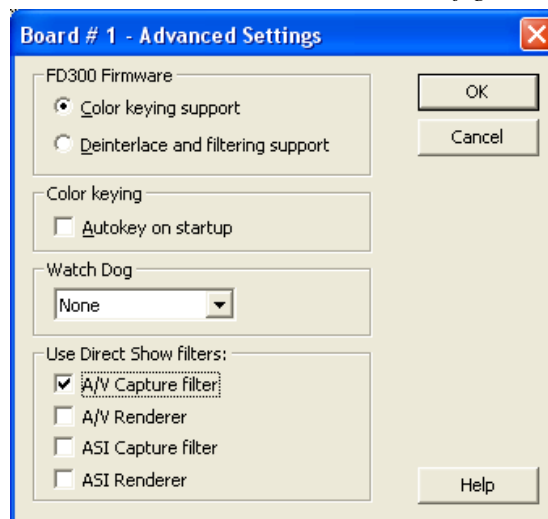 Board # 1 - Advanced Settings
FD300 Firmware
Color keying support
Deinterlace and filtering support
OK
Cancel
Color keying
Autokey on startup
Watch Dog
None
Use Direct Show filters:
A/V Capture filter
A/V Renderer
ASI Capture filter
ASI Renderer
Help